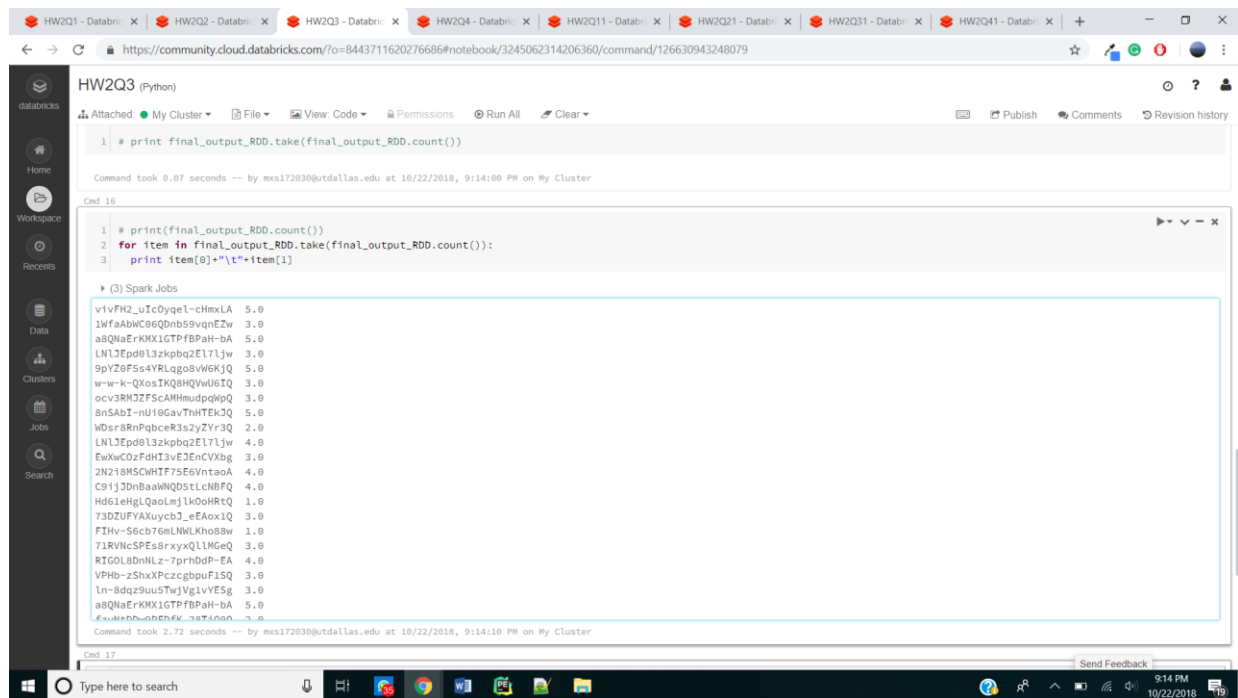 HW2Q1 - Databric
HW2Q2 - Databric
HW2Q3 - Databric
HW2Q4 - Databric
HW2Q11 - Databri
HW2Q21 - Databri
HW2Q31 - Databri
HW2Q41 - Databri
https://community.cloud.databricks.com/?o=8443711620276686#notebook/3245062314206360/command/126630943248079
databricks
Home
Workspace
Recents
Data
Clusters
Jobs
Search
HW2Q3 (Python)
Attached: My Cluster File View: Code Permissions Run All Clear Publish Comments Revision history
1 # print final_output_RDD.take(final_output_RDD.count())
Command took 0.07 seconds -- by mxs172030@utdallas.edu at 10/22/2018, 9:14:00 PM on My Cluster
Cmd 16
1 # print(final_output_RDD.count())
2 for item in final_output_RDD.take(final_output_RDD.count()):
3 print item[0]+"\t"+item[1]
(3) Spark Jobs
vivFH2_uIcOyqel-cHmxLA 5.0
1WfaAbWC06QDnb59vqnEZw 3.0
a8QNaErKMX1GTPfBPaH-bA 5.0
LNlJEpd0l3zkpbq2El7ljw 3.0
9pYZ0F5s4YRLqgo8vW6KjQ 5.0
w-w-k-QXosIKQ8HQVwU6IQ 3.0
ocv3RMJZFScAMHmudpqWpQ 3.0
8nSAbI-nUi0GavThHTEkJQ 5.0
WDsr8RnPqbceR3s2yZYr3Q 2.0
LNlJEpd0l3zkpbq2El7ljw 4.0
EwXwCOzFdHI3vEJEnCVXbg 3.0
2N2i8MSCWHIF75E6VntaoA 4.0
C9ijJDnBaaWNQD5tLcNBFQ 4.0
Hd61eHgLQaoLmjlkOoHRtQ 1.0
73DZUFYAXuycbJ_eEAox1Q 3.0
FIHv-S6cb76mLNWLKho88w 1.0
71RVNcSPEs8rxyxQllMGeQ 3.0
RIGOL8DnNLz-7prhDdP-EA 4.0
VPHb-zShxXPczcgbpuF1SQ 3.0
ln-8dqz9uu5TwjVg1vYESg 3.0
a8QNaErKMX1GTPfBPaH-bA 5.0
Command took 2.72 seconds -- by mxs172030@utdallas.edu at 10/22/2018, 9:14:10 PM on My Cluster
Cmd 17
Send Feedback
Type here to search
9:14 PM
10/22/2018